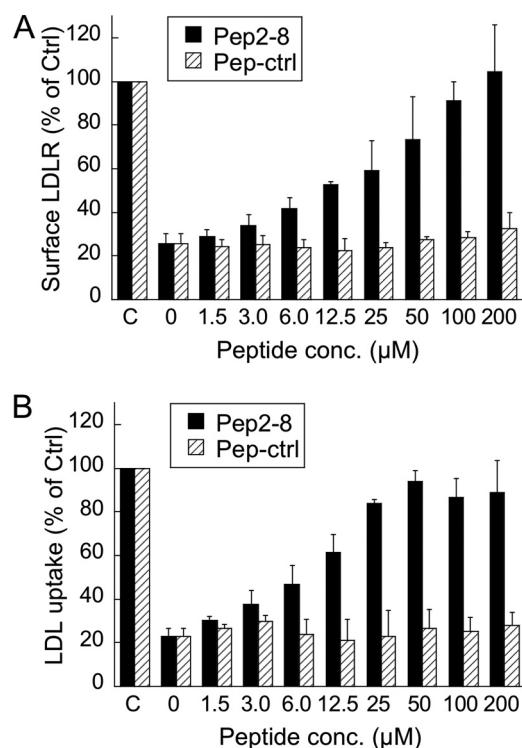 A
Pep2-8
Pep-ctrl
Surface LDLR (% of Ctrl)
120
100
80
60
40
20
0
C 0 1.5 3.0 6.0 12.5 25 50 100 200
Peptide conc. (µM)
B
Pep2-8
Pep-ctrl
LDL uptake (% of Ctrl)
120
100
80
60
40
20
0
C 0 1.5 3.0 6.0 12.5 25 50 100 200
Peptide conc. (µM)